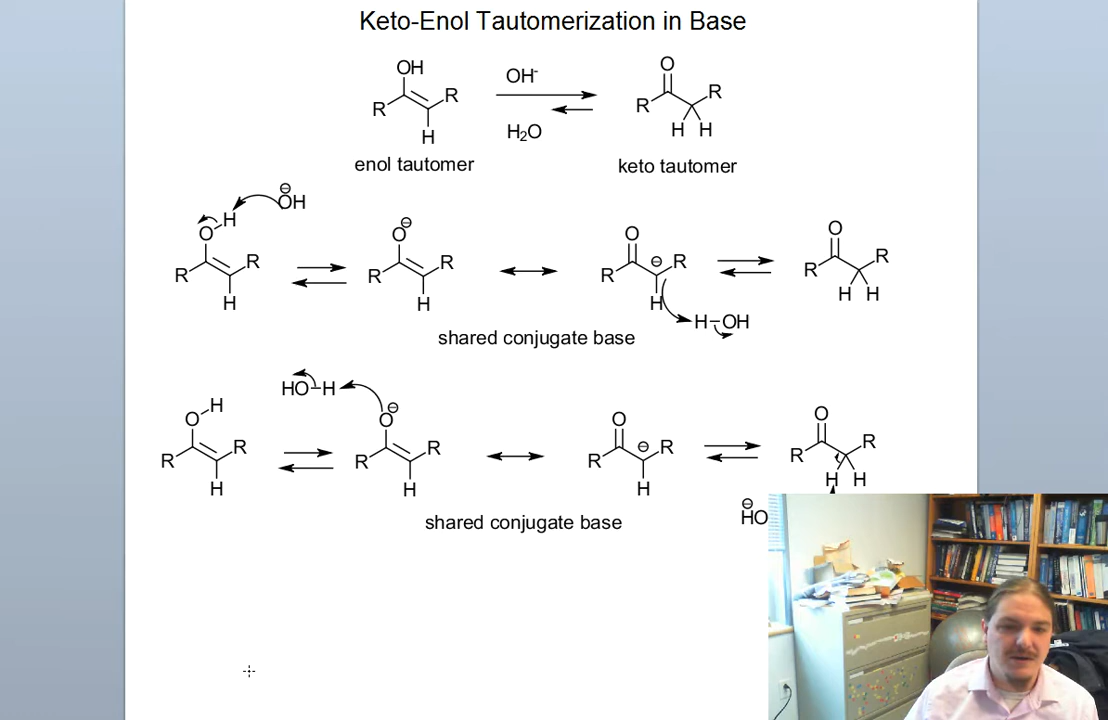 Keto-Enol Tautomerization in Base
OH
R
R
H
OH-
H2O
O
R
R
H H
enol tautomer
keto tautomer
⊖
OH
H
O
R
R
H
⊖
O
R
R
H
O
⊖
R
R
H
H-OH
O
R
R
H H
shared conjugate base
HO-H
H
O
R
R
H
⊖
O
R
R
H
O
⊖
R
R
H
O
R
R
H H
⊖
HO
shared conjugate base